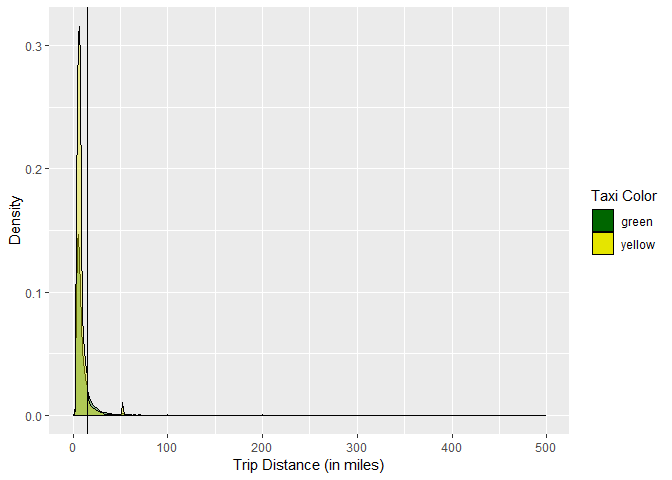 0.3
0.2
0.1
0.0
Density
0 100 200 300 400 500
Trip Distance (in miles)
Taxi Color
green
yellow